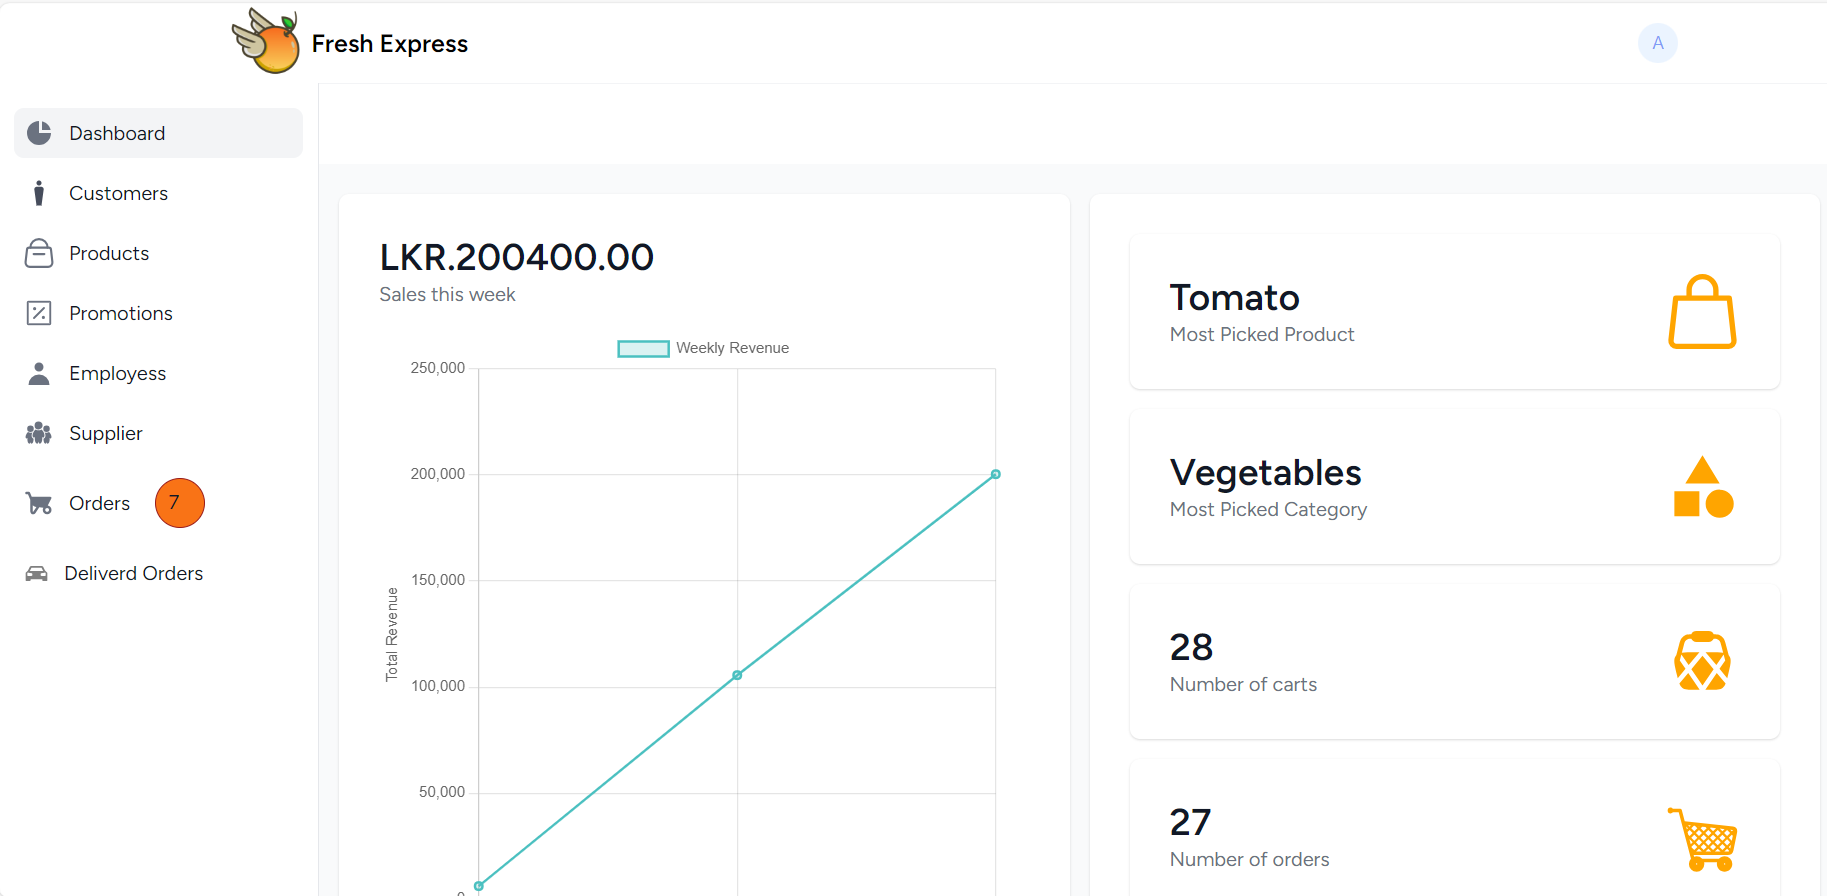 Fresh Express
A
Dashboard
Customers
Products
Promotions
Employess
Supplier
Orders 7
Deliverd Orders
LKR.200400.00
Sales this week
Weekly Revenue
250,000
200,000
150,000
100,000
50,000
0
Total Revenue
Tomato
Most Picked Product
Vegetables
Most Picked Category
28
Number of carts
27
Number of orders